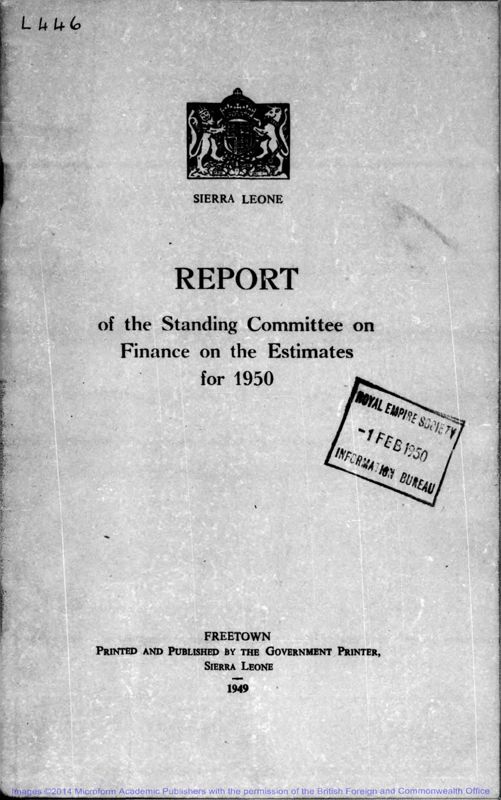 L446
SIERRA LEONE
REPORT
of the Standing Committee on
Finance on the Estimates
for 1950
ROYAL EMPIRE SOCIETY
-1 FEB 1950
INFORMATION BUREAU
FREETOWN
PRINTED AND PUBLISHED BY THE GOVERNMENT PRINTER,
SIERRA LEONE
1949
Images ©2014 Microform Academic Publishers with the permission of the British Foreign and Commonwealth Office